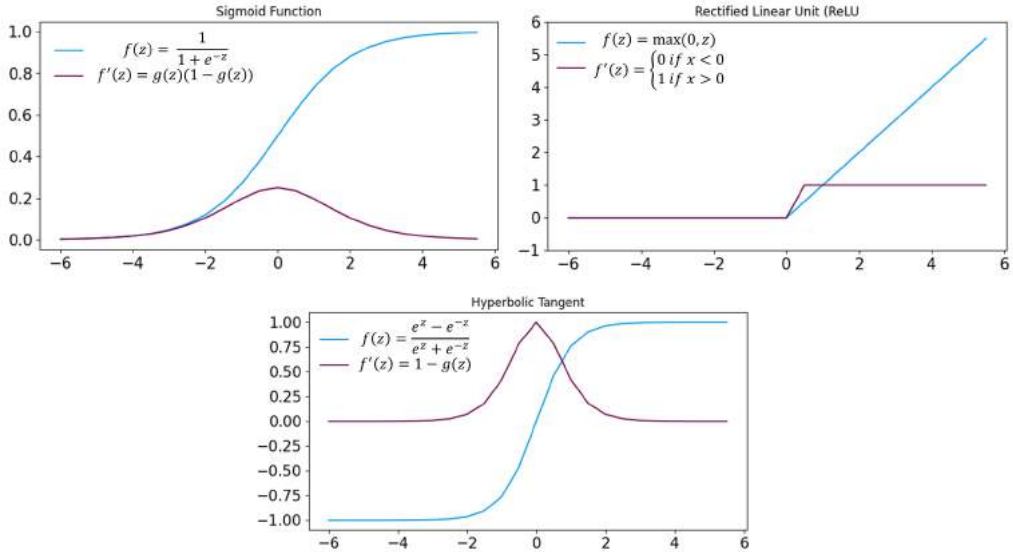 Sigmoid Function
1.0
0.8
0.6
0.4
0.2
0.0
f(z) = 1 / (1 + e^{-z})
f'(z) = g(z)(1 − g(z))
−6 −4 −2 0 2 4 6
Rectified Linear Unit (ReLU
6
5
4
3
2
1
0
−1
f(z) = max(0, z)
f'(z) = {0 if x < 0
1 if x > 0
−6 −4 −2 0 2 4 6
Hyperbolic Tangent
1.00
0.75
0.50
0.25
0.00
−0.25
−0.50
−0.75
−1.00
f(z) = (e^z − e^{-z}) / (e^z + e^{-z})
f'(z) = 1 − g(z)
−6 −4 −2 0 2 4 6